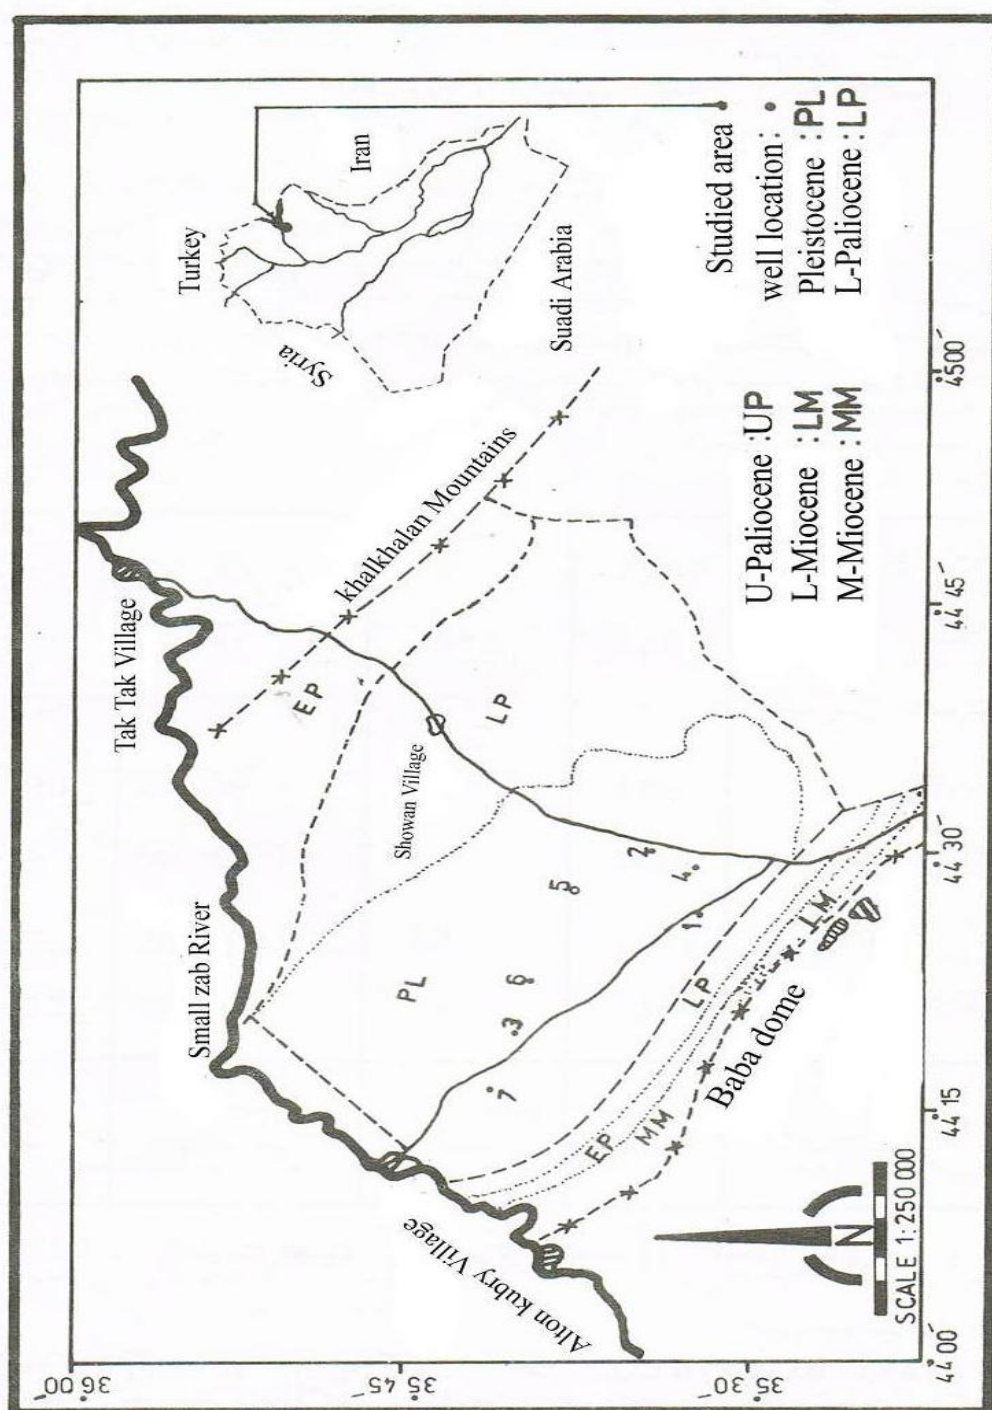 Turkey
Iran
Syria
Suadi Arabia
Studied area
well location :
Pleistocene : PL
L-Paliocene : LP
U-Paliocene : UP
L-Miocene : LM
M-Miocene : MM
khalkhalan Mountains
Tak Tak Village
Small zab River
Showan Village
Alton kubry Village
Baba dome
EP
LP
PL
LP
LM
EP
MM
1
2
3
4
5
6
7
N
SCALE 1:250 000
36 00
35 45
35 30
44 00
44 15
44 30
44 45
4500